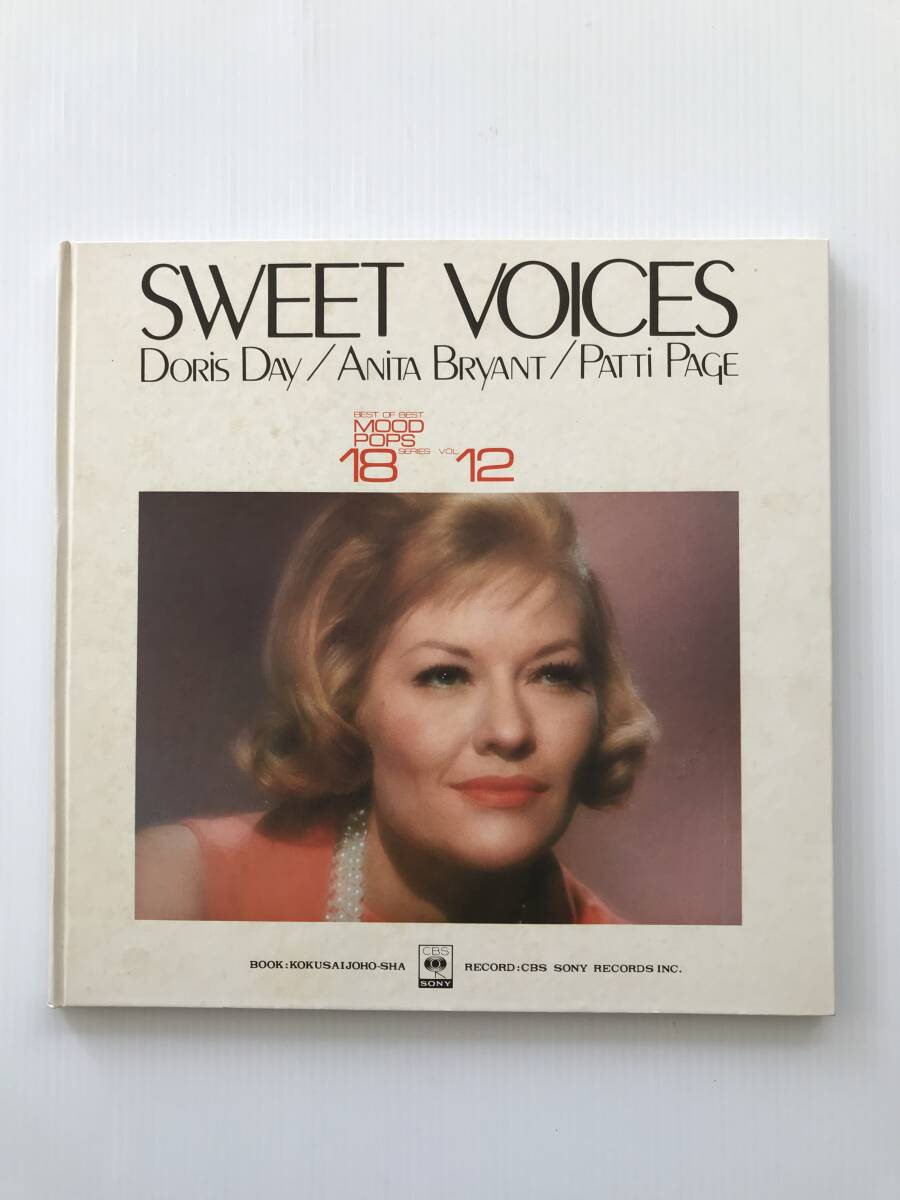 SWEET VOICES
DORIS DAY / ANITA BRYANT / PATTI PAGE
BEST OF BEST
MOOD
POPS
18 SERIES VOL 12
BOOK:KOKUSAIJOHO-SHA
CBS
SONY
RECORD:CBS SONY RECORDS INC.